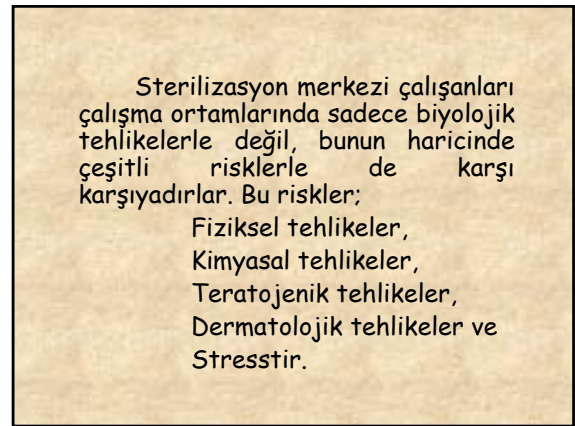 Sterilizasyon merkezi çalışanları
çalışma ortamlarında sadece biyolojik
tehlikelerle değil, bunun haricinde
çeşitli risklerle de karşı
karşıyadırlar. Bu riskler;
Fiziksel tehlikeler,
Kimyasal tehlikeler,
Teratojenik tehlikeler,
Dermatolojik tehlikeler ve
Stresstir.